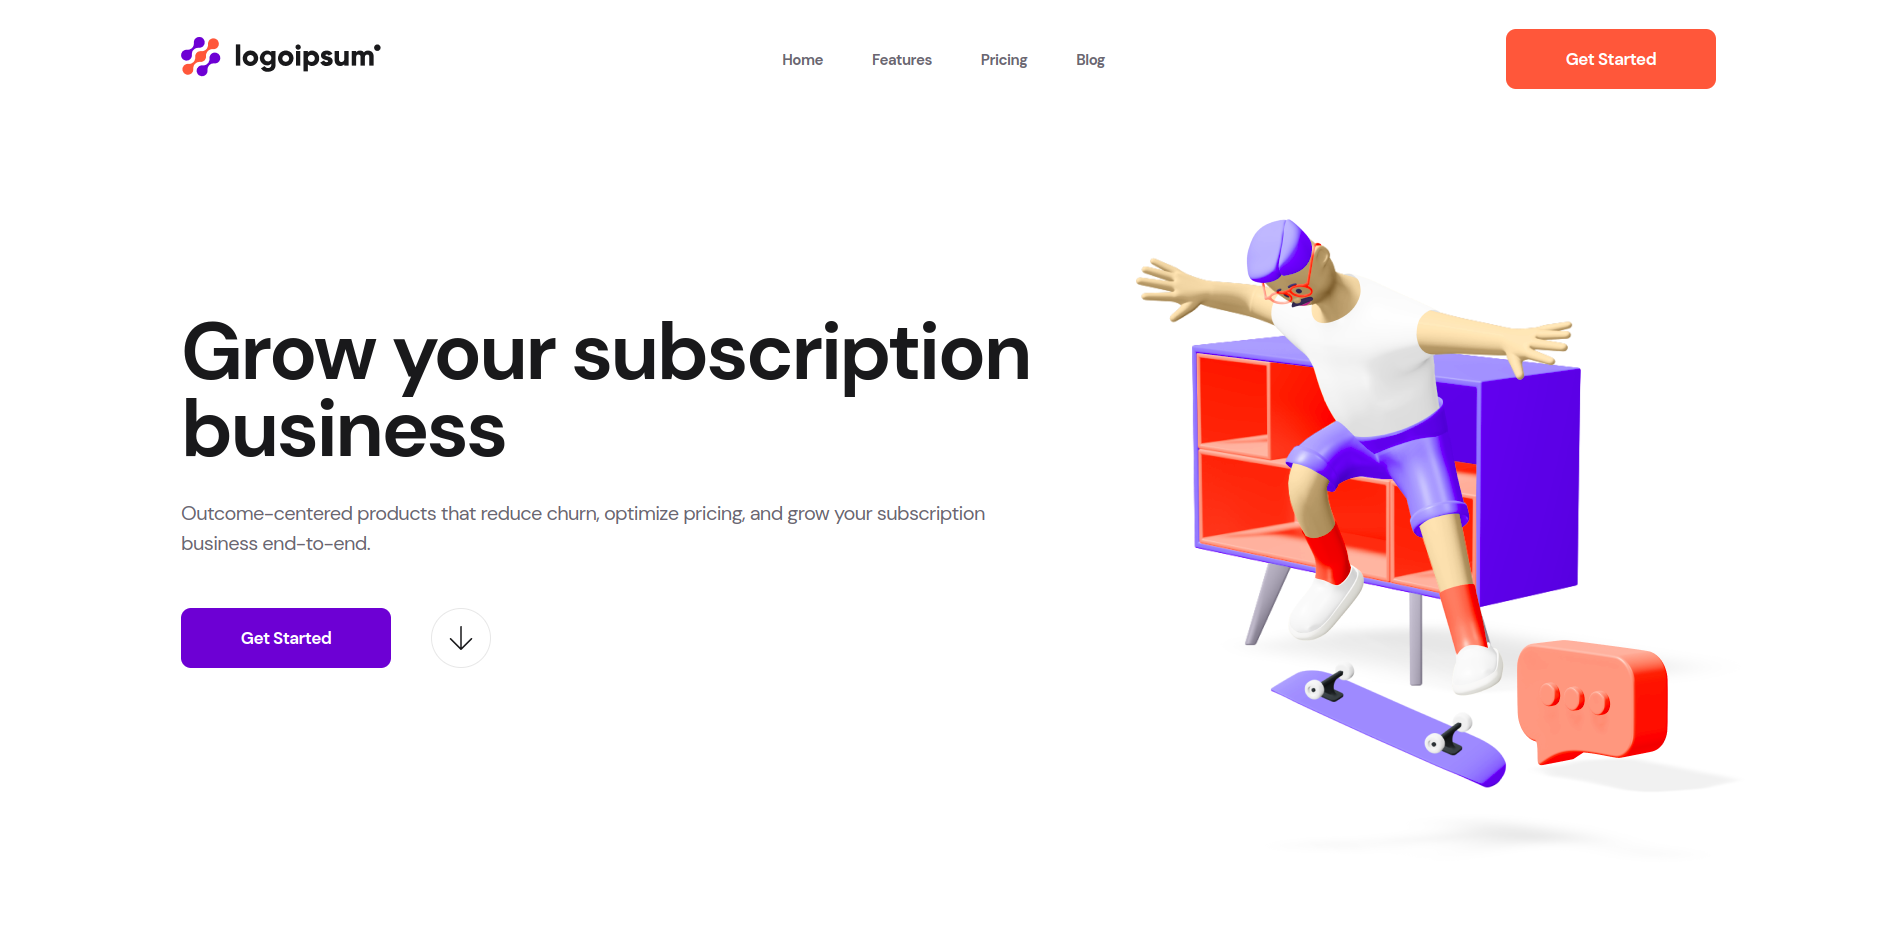 logoipsum
Home Features Pricing Blog
Get Started
Grow your subscription
business
Outcome-centered products that reduce churn, optimize pricing, and grow your subscription
business end-to-end.
Get Started